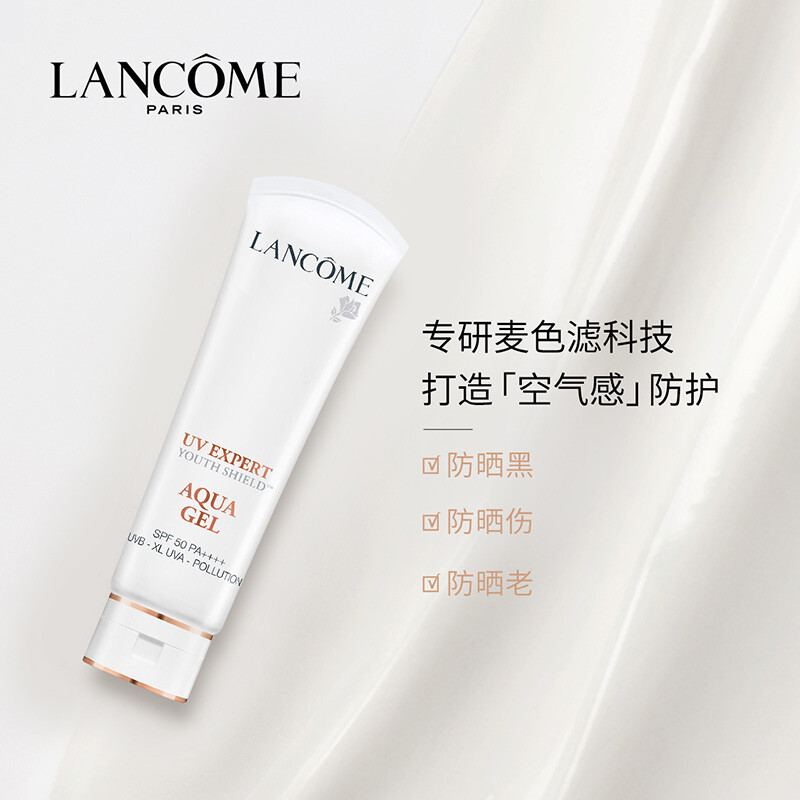 LANCÔME
PARIS
LANCÔME
UV EXPERT
YOUTH SHIELD™
AQUA
GEL
SPF 50 PA++++
UVB - XL UVA - POLLUTION
专研麦色滤科技
打造「空气感」防护
防晒黑
防晒伤
防晒老